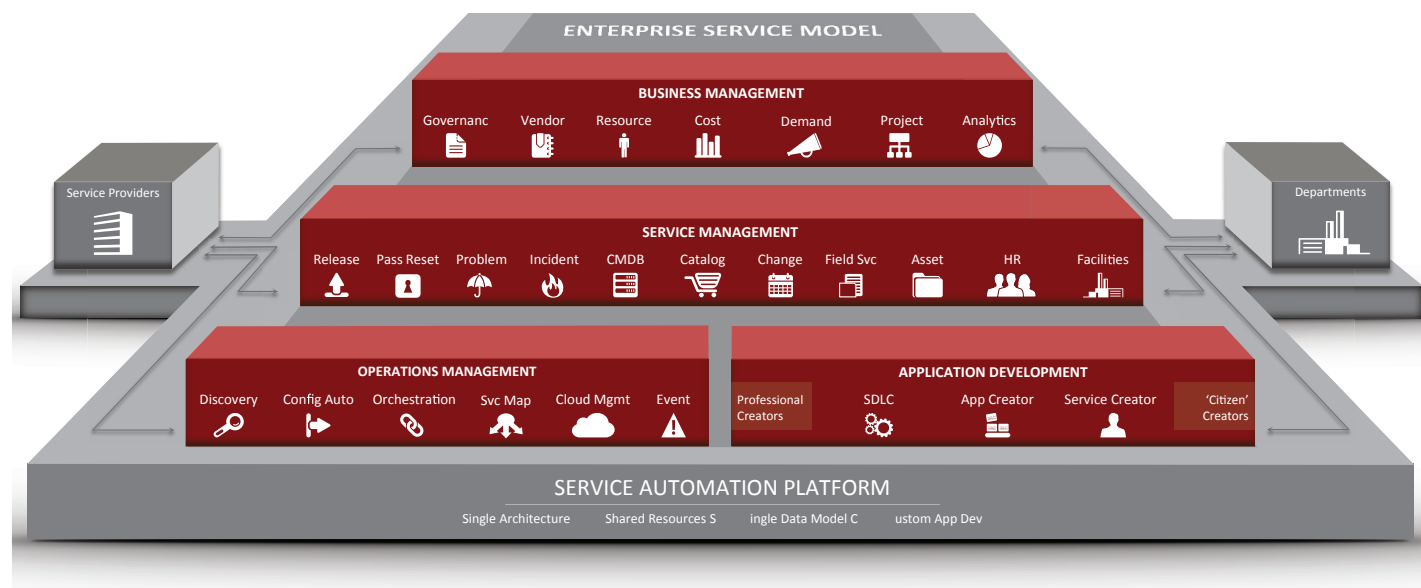 ENTERPRISE SERVICE MODEL
BUSINESS MANAGEMENT
Governanc Vendor Resource Cost Demand Project Analytics
Service Providers
Departments
SERVICE MANAGEMENT
Release Pass Reset Problem Incident CMDB Catalog Change Field Svc Asset HR Facilities
OPERATIONS MANAGEMENT
Discovery Config Auto Orchestration Svc Map Cloud Mgmt Event
APPLICATION DEVELOPMENT
Professional
Creators
SDLC App Creator Service Creator
'Citizen'
Creators
SERVICE AUTOMATION PLATFORM
Single Architecture Shared Resources S ingle Data Model C ustom App Dev